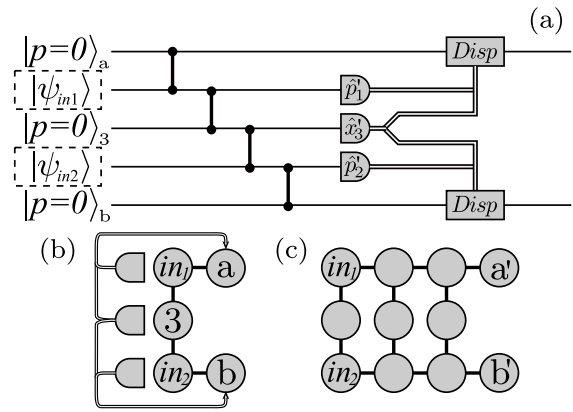 (a)
|p=0⟩a Disp
|ψin1⟩ p̂'1
|p=0⟩3 x̂'3
|ψin2⟩ p̂'2
|p=0⟩b Disp
(b) (c)
in1 a in1 a'
3
in2 b in2 b'